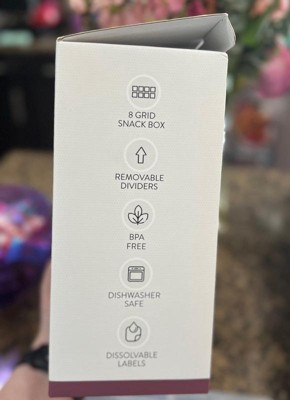 8 GRID
SNACK BOX
REMOVABLE
DIVIDERS
BPA
FREE
DISHWASHER
SAFE
DISSOLVABLE
LABELS